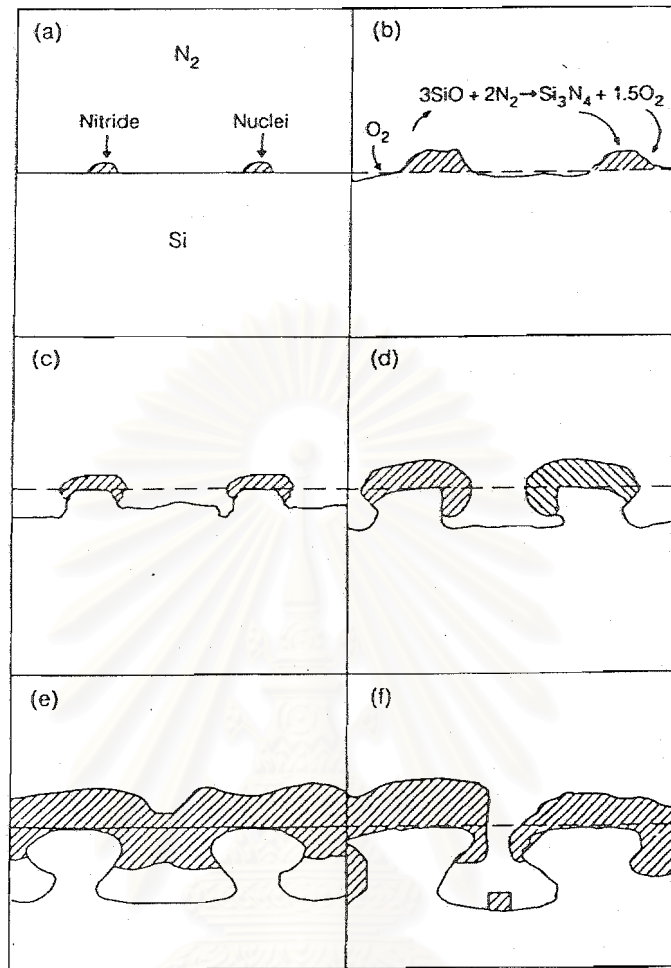 (a)
N₂
Nitride
Nuclei
Si
(b)
3SiO + 2N₂→Si₃N₄ + 1.5O₂
O₂
(c)
(d)
(e)
(f)